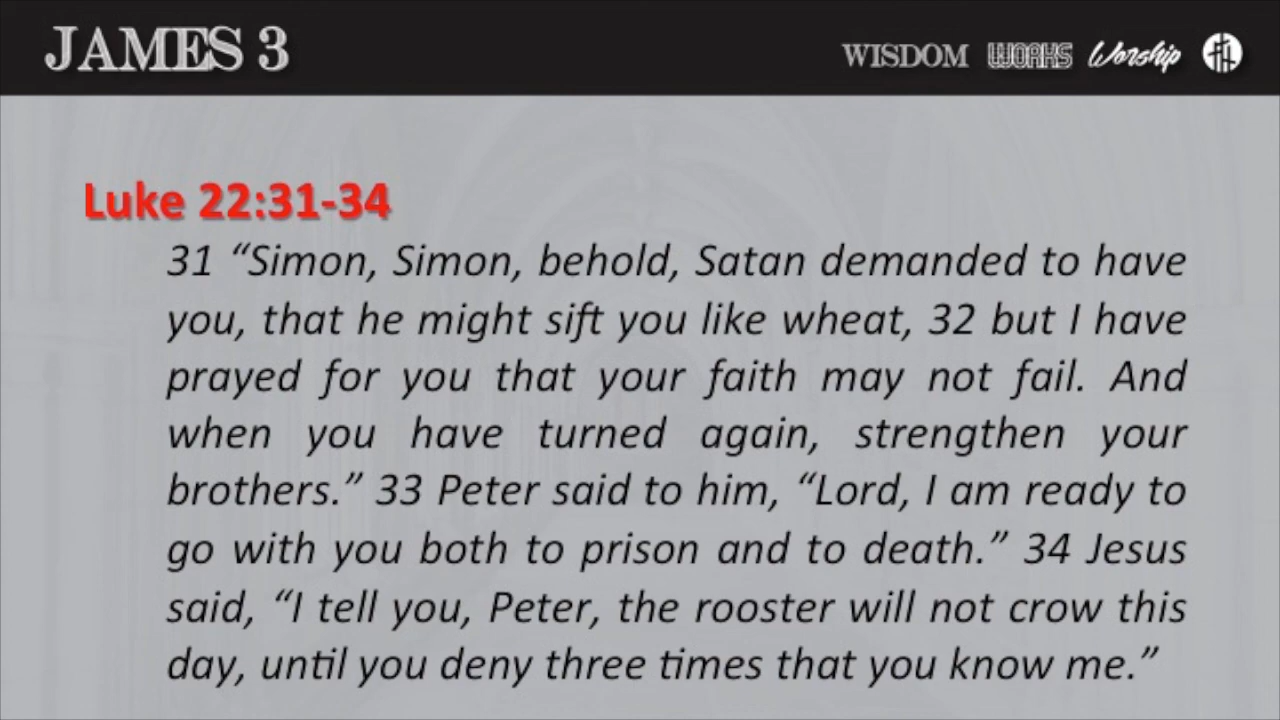 JAMES 3
WISDOM WORKS Worship
Luke 22:31-34
31 “Simon, Simon, behold, Satan demanded to have
you, that he might sift you like wheat, 32 but I have
prayed for you that your faith may not fail. And
when you have turned again, strengthen your
brothers.” 33 Peter said to him, “Lord, I am ready to
go with you both to prison and to death.” 34 Jesus
said, “I tell you, Peter, the rooster will not crow this
day, until you deny three times that you know me.”